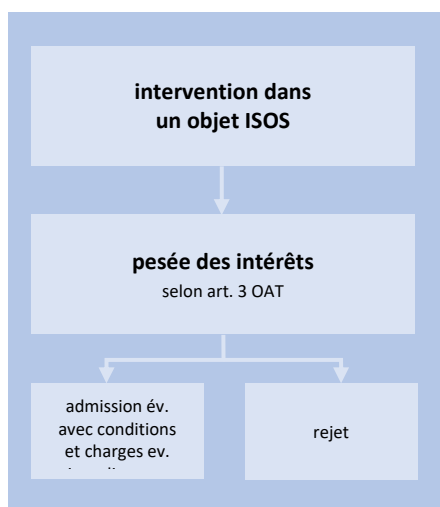 intervention dans
un objet ISOS
pesée des intérêts
selon art. 3 OAT
admission év.
avec conditions
et charges ev.
rejet